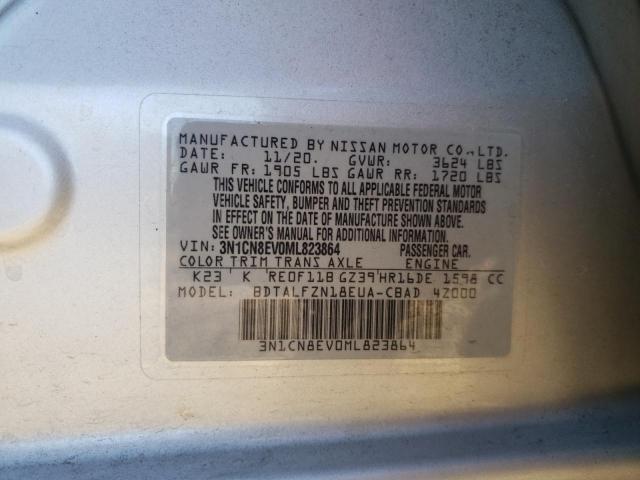 MANUFACTURED BY NISSAN MOTOR CO.,LTD.
DATE: 11/20. GVWR: 3624 LBS
GAWR FR: 1905 LBS GAWR RR: 1720 LBS
THIS VEHICLE CONFORMS TO ALL APPLICABLE FEDERAL MOTOR
VEHICLE SAFETY, BUMPER AND THEFT PREVENTION STANDARDS
IN EFFECT ON THE DATE OF MANUFACTURE SHOWN ABOVE.
SEE OWNER'S MANUAL FOR ADDITIONAL INFORMATION.
VIN: 3N1CN8EV0ML823864 PASSENGER CAR.
COLOR TRIM TRANS AXLE ENGINE
K23 ' K ' RE0F11B GZ39 ' HR16DE 1598 CC
MODEL: BDTALFZN18EUA-CBAD 4Z000
3N1CN8EV0ML823864